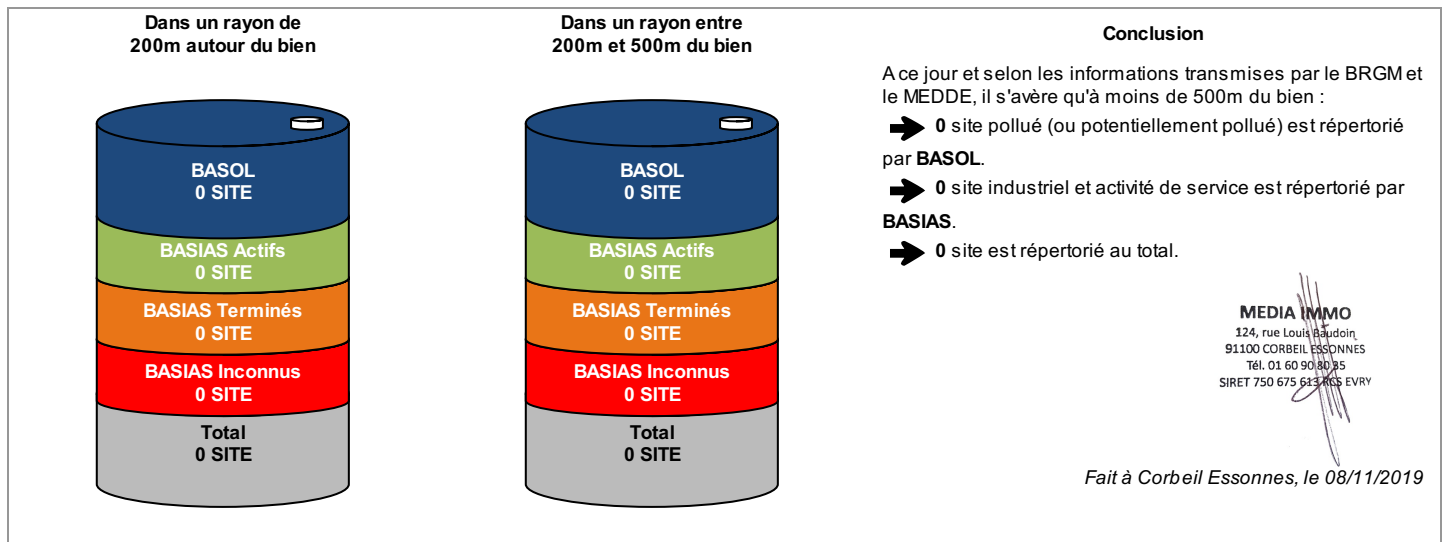 Dans un rayon de
200m autour du bien
BASOL
0 SITE
BASIAS Actifs
0 SITE
BASIAS Terminés
0 SITE
BASIAS Inconnus
0 SITE
Total
0 SITE
Dans un rayon entre
200m et 500m du bien
BASOL
0 SITE
BASIAS Actifs
0 SITE
BASIAS Terminés
0 SITE
BASIAS Inconnus
0 SITE
Total
0 SITE
Conclusion
A ce jour et selon les informations transmises par le BRGM et
le MEDDE, il s'avère qu'à moins de 500m du bien :
0 site pollué (ou potentiellement pollué) est répertorié
par BASOL.
0 site industriel et activité de service est répertorié par
BASIAS.
0 site est répertorié au total.
MEDIA IMMO
124, rue Louis Baudoin
91100 CORBEIL ESSONNES
Tél. 01 60 90 80 85
SIRET 750 675 613 RCS EVRY
Fait à Corbeil Essonnes, le 08/11/2019